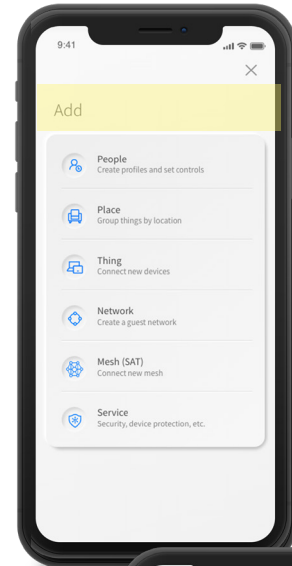 9:41
Add
People
Create profiles and set controls
Place
Group things by location
Thing
Connect new devices
Network
Create a guest network
Mesh (SAT)
Connect new mesh
Service
Security, device protection, etc.